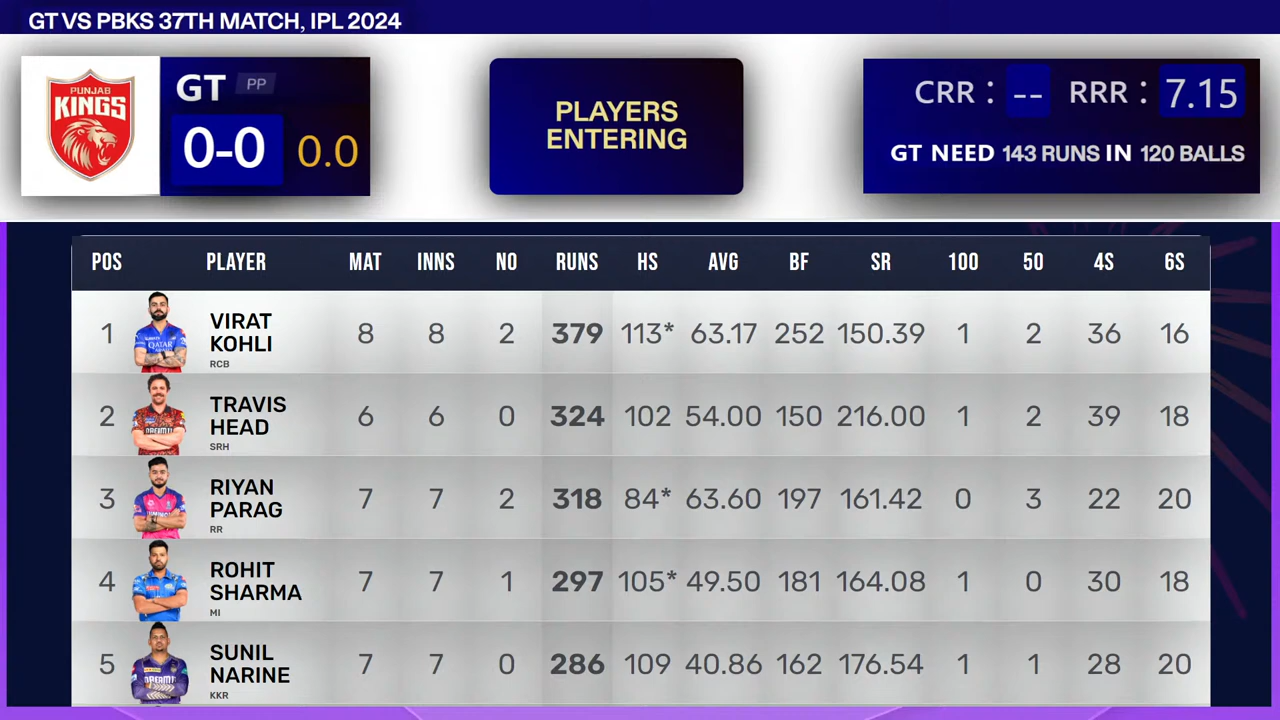 GT VS PBKS 37TH MATCH, IPL 2024
PUNJAB
KINGS
GT PP
0-0 0.0
PLAYERS
ENTERING
CRR : -- RRR : 7.15
GT NEED 143 RUNS IN 120 BALLS
POS PLAYER MAT INNS NO RUNS HS AVG BF SR 100 50 4S 6S
1 VIRAT KOHLI RCB 8 8 2 379 113* 63.17 252 150.39 1 2 36 16
2 TRAVIS HEAD SRH 6 6 0 324 102 54.00 150 216.00 1 2 39 18
3 RIYAN PARAG RR 7 7 2 318 84* 63.60 197 161.42 0 3 22 20
4 ROHIT SHARMA MI 7 7 1 297 105* 49.50 181 164.08 1 0 30 18
5 SUNIL NARINE KKR 7 7 0 286 109 40.86 162 176.54 1 1 28 20